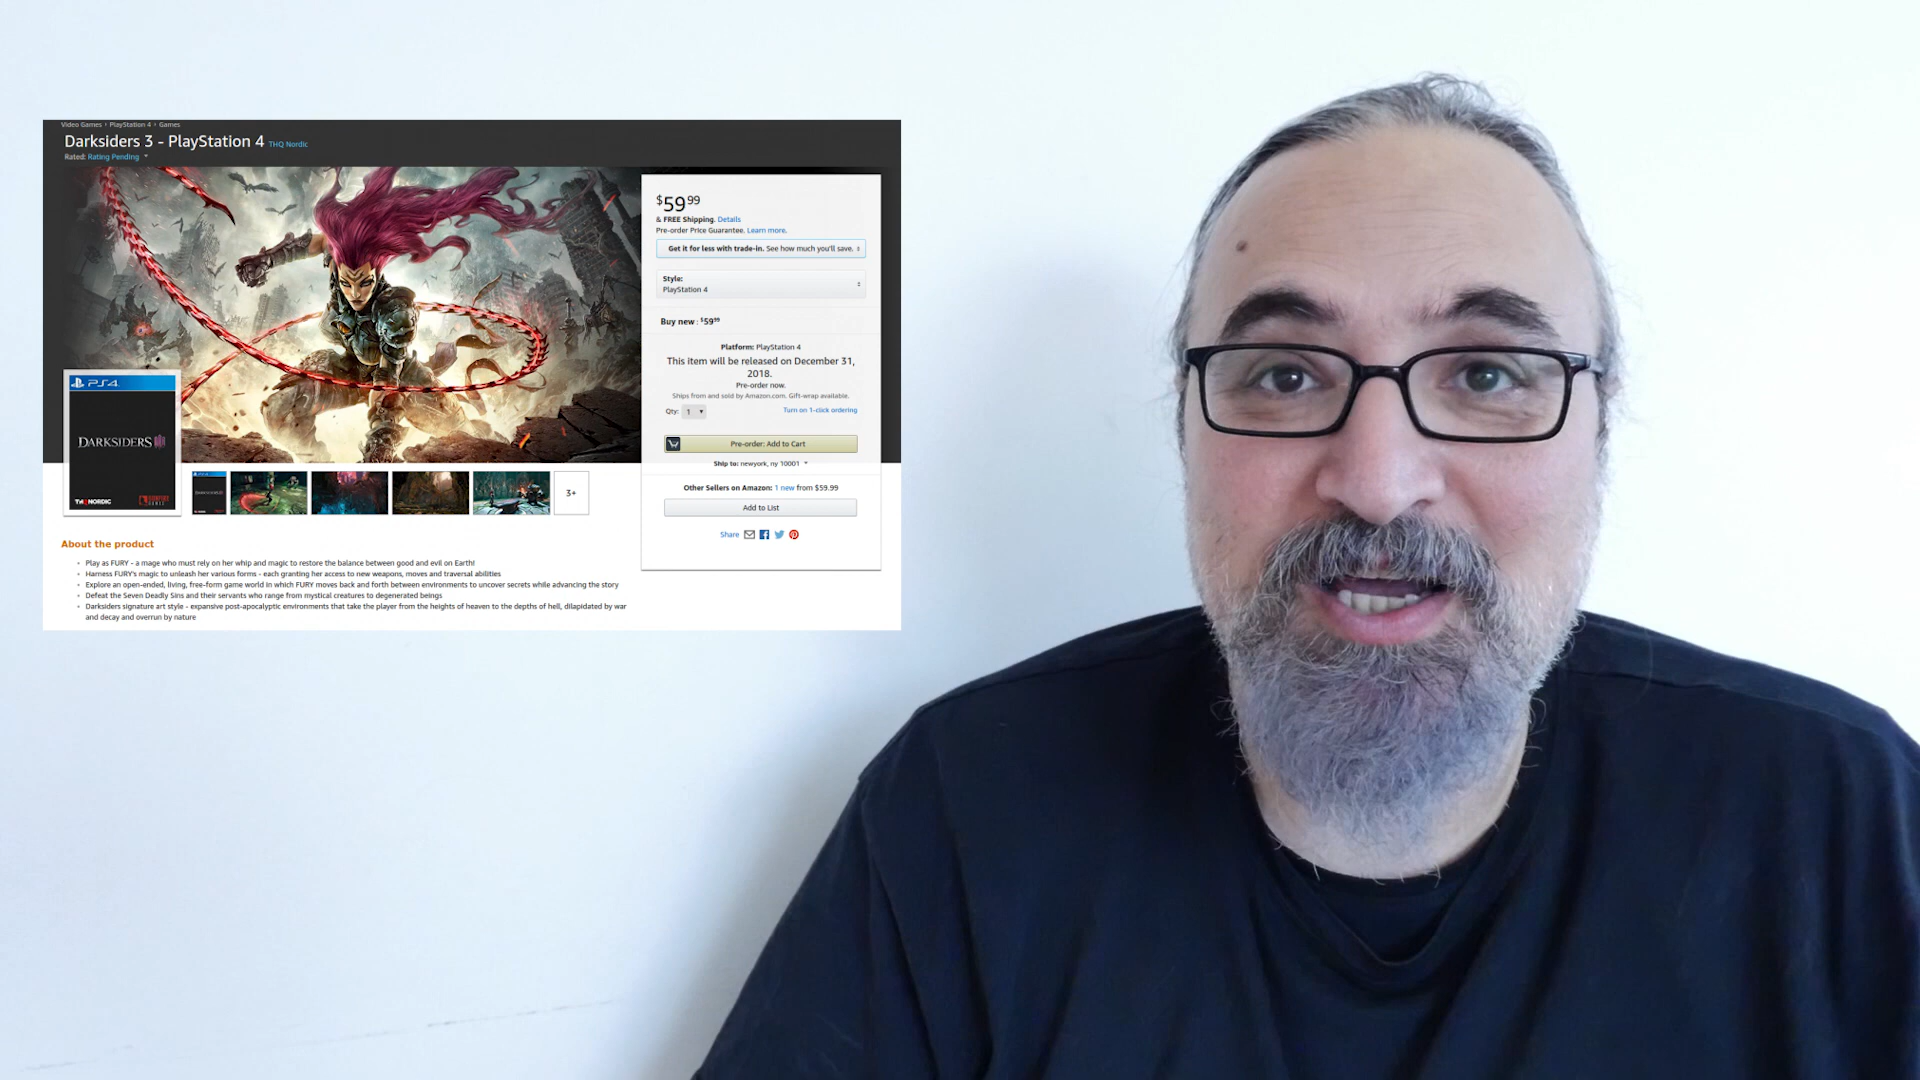 Video Games › PlayStation 4 › Games
Darksiders 3 - PlayStation 4 THQ Nordic
Rated: Rating Pending
$59 99
& FREE Shipping. Details
Pre-order Price Guarantee. Learn more.
Get it for less with trade-in. See how much you'll save.
Style:
PlayStation 4
Buy new : $59 99
Platform: PlayStation 4
This item will be released on December 31,
2018.
Pre-order now.
Ships from and sold by Amazon.com. Gift-wrap available.
Qty: 1
Turn on 1-click ordering
Pre-order: Add to Cart
Ship to: newyork, ny 10001
Other Sellers on Amazon: 1 new from $59.99
Add to List
Share
PS4
DARKSIDERS III
THQ NORDIC
3+
About the product
• Play as FURY - a mage who must rely on her whip and magic to restore the balance between good and evil on Earth!
• Harness FURY's magic to unleash her various forms - each granting her access to new weapons, moves and traversal abilities
• Explore an open-ended, living, free-form game world in which FURY moves back and forth between environments to uncover secrets while advancing the story
• Defeat the Seven Deadly Sins and their servants who range from mystical creatures to degenerated beings
• Darksiders signature art style - expansive post-apocalyptic environments that take the player from the heights of heaven to the depths of hell, dilapidated by war
and decay and overrun by nature